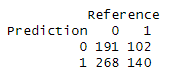 Reference
Prediction 0 1
0 191 102
1 268 140